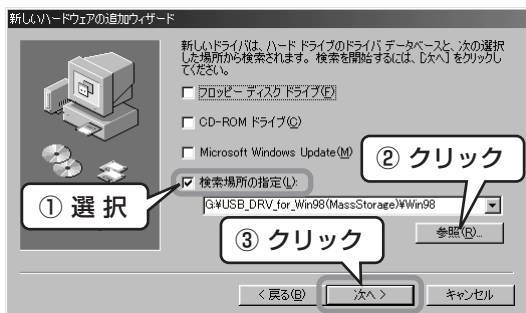 新しいハードウェアの追加ウィザード
新しいドライバは、ハード ドライブのドライバ データベースと、次の選択
した場所から検索されます。検索を開始するには、[次へ] をクリックし
てください。
フロッピー ディスク ドライブ(F)
CD-ROM ドライブ(C)
Microsoft Windows Update(M)
② クリック
検索場所の指定(L):
① 選 択
G:¥USB_DRV_for_Win98(MassStorage)¥Win98
③ クリック
参照(R)...
< 戻る(B)
次へ >
キャンセル